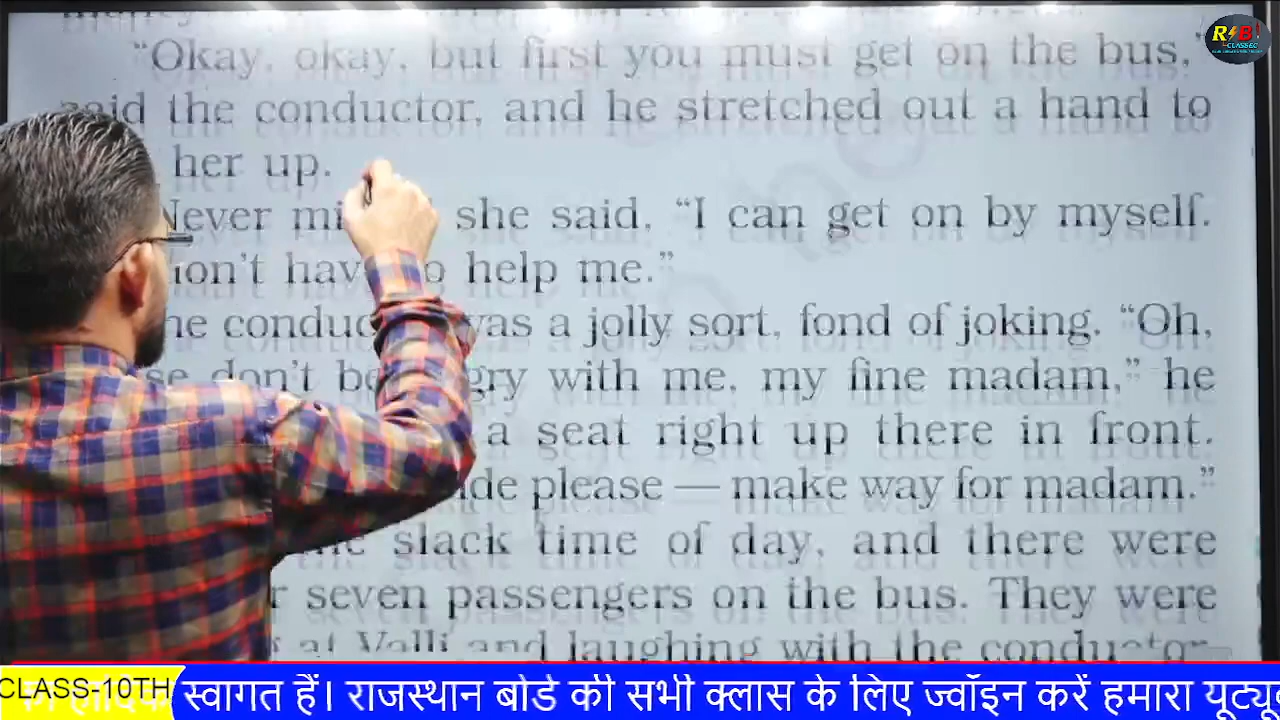 “Okay, okay, but first you must get on the bus,”
said the conductor, and he stretched out a hand to
her up.
Never mi she said, “I can get on by myself.
don't hav o help me.”
he conduc was a jolly sort, fond of joking. “Oh,
se don't be gry with me, my fine madam,” he
a seat right up there in front.
ide please — make way for madam.”
slack time of day, and there were
r seven passengers on the bus. They were
at Valli and laughing with the conductor
RBI CLASSEC
CLASS-10TH
का हार्दिक स्वागत हैं। राजस्थान बोर्ड की सभी क्लास के लिए ज्वॉइन करें हमारा यूट्यू